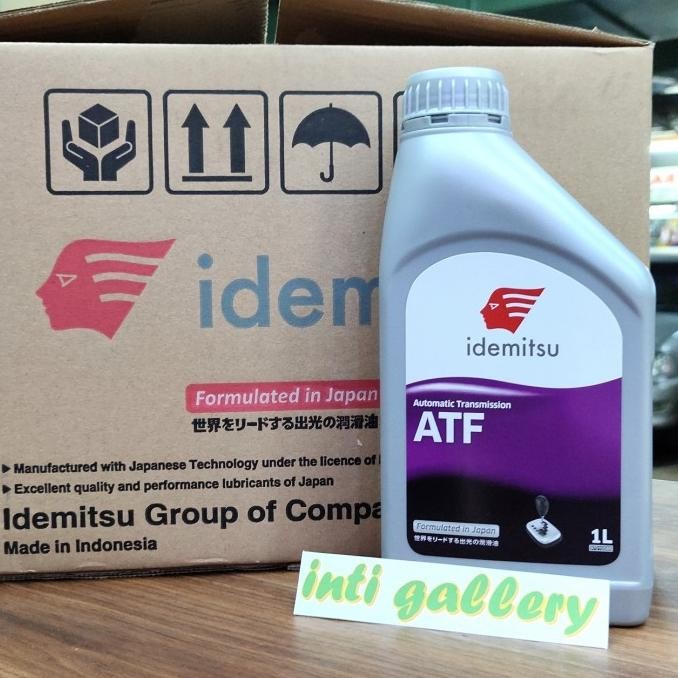 idem
Formulated in Japan
世界をリードする出光の潤滑油
Manufactured with Japanese Technology under the licence of
Excellent quality and performance lubricants of Japan
Idemitsu Group of Compa
Made in Indonesia
idemitsu
Automatic Transmission
ATF
Formulated in Japan
世界をリードする出光の潤滑油
1L
inti gallery